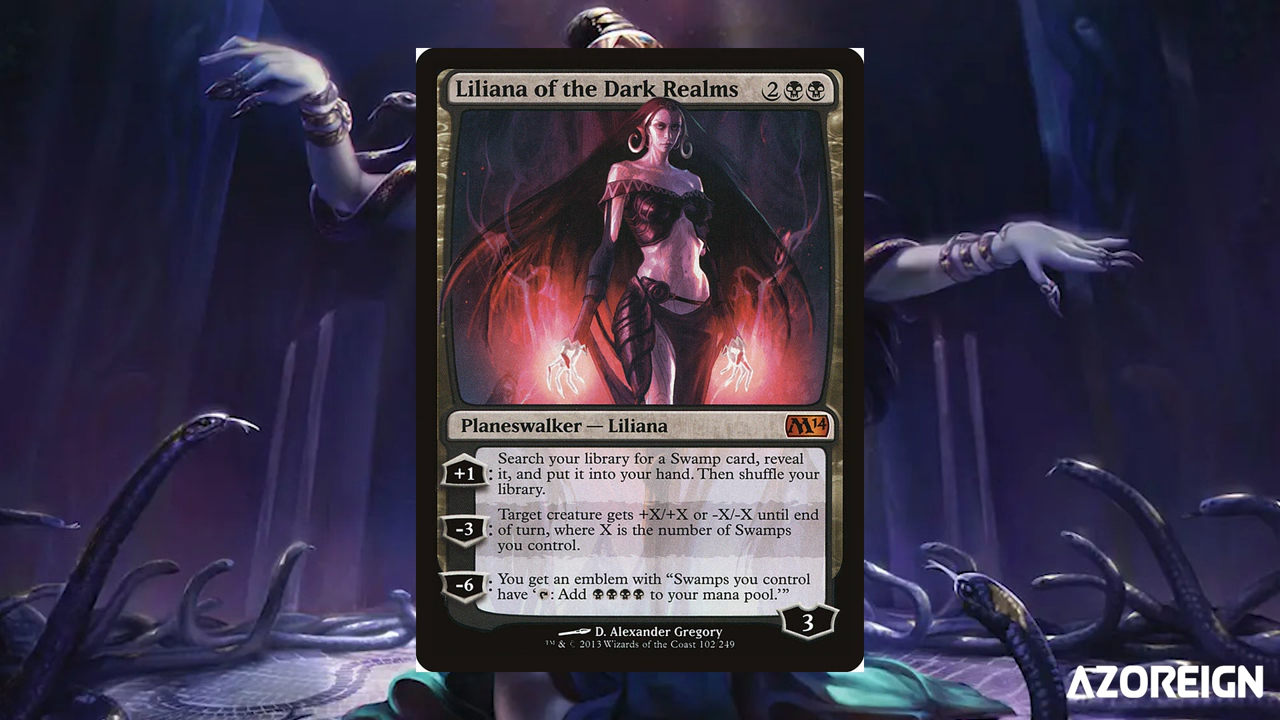 Liliana of the Dark Realms 2
Planeswalker — Liliana M14
+1: Search your library for a Swamp card, reveal
it, and put it into your hand. Then shuffle your
library.
-3: Target creature gets +X/+X or -X/-X until end
of turn, where X is the number of Swamps
you control.
-6: You get an emblem with “Swamps you control
have ‘: Add to your mana pool.’”
3
D. Alexander Gregory
™ & © 2013 Wizards of the Coast 102/249
AZOREIGN